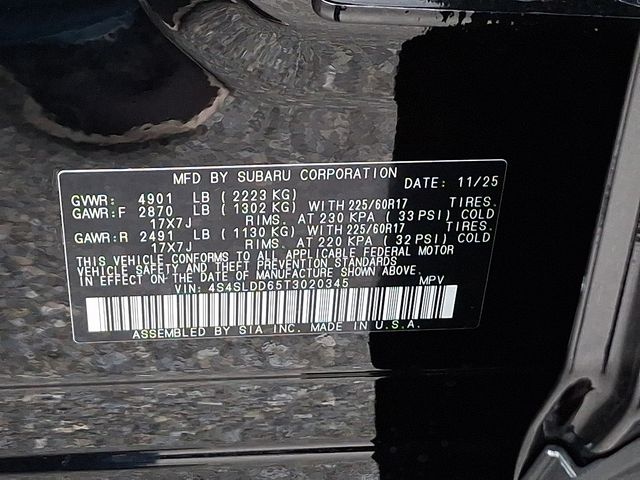 MFD BY SUBARU CORPORATION DATE: 11/25
GVWR: 4901 LB ( 2223 KG)
GAWR:F 2870 LB ( 1302 KG) WITH 225/60R17 TIRES.
17X7J RIMS. AT 230 KPA ( 33 PSI) COLD
GAWR:R 2491 LB ( 1130 KG) WITH 225/60R17 TIRES.
17X7J RIMS. AT 220 KPA ( 32 PSI) COLD
THIS VEHICLE CONFORMS TO ALL APPLICABLE FEDERAL MOTOR
VEHICLE SAFETY AND THEFT PREVENTION STANDARDS
IN EFFECT ON THE DATE OF MANUFACTURE SHOWN ABOVE.
VIN: 4S4SLDD65T3020345 MPV
ASSEMBLED BY SIA INC. MADE IN U.S.A.